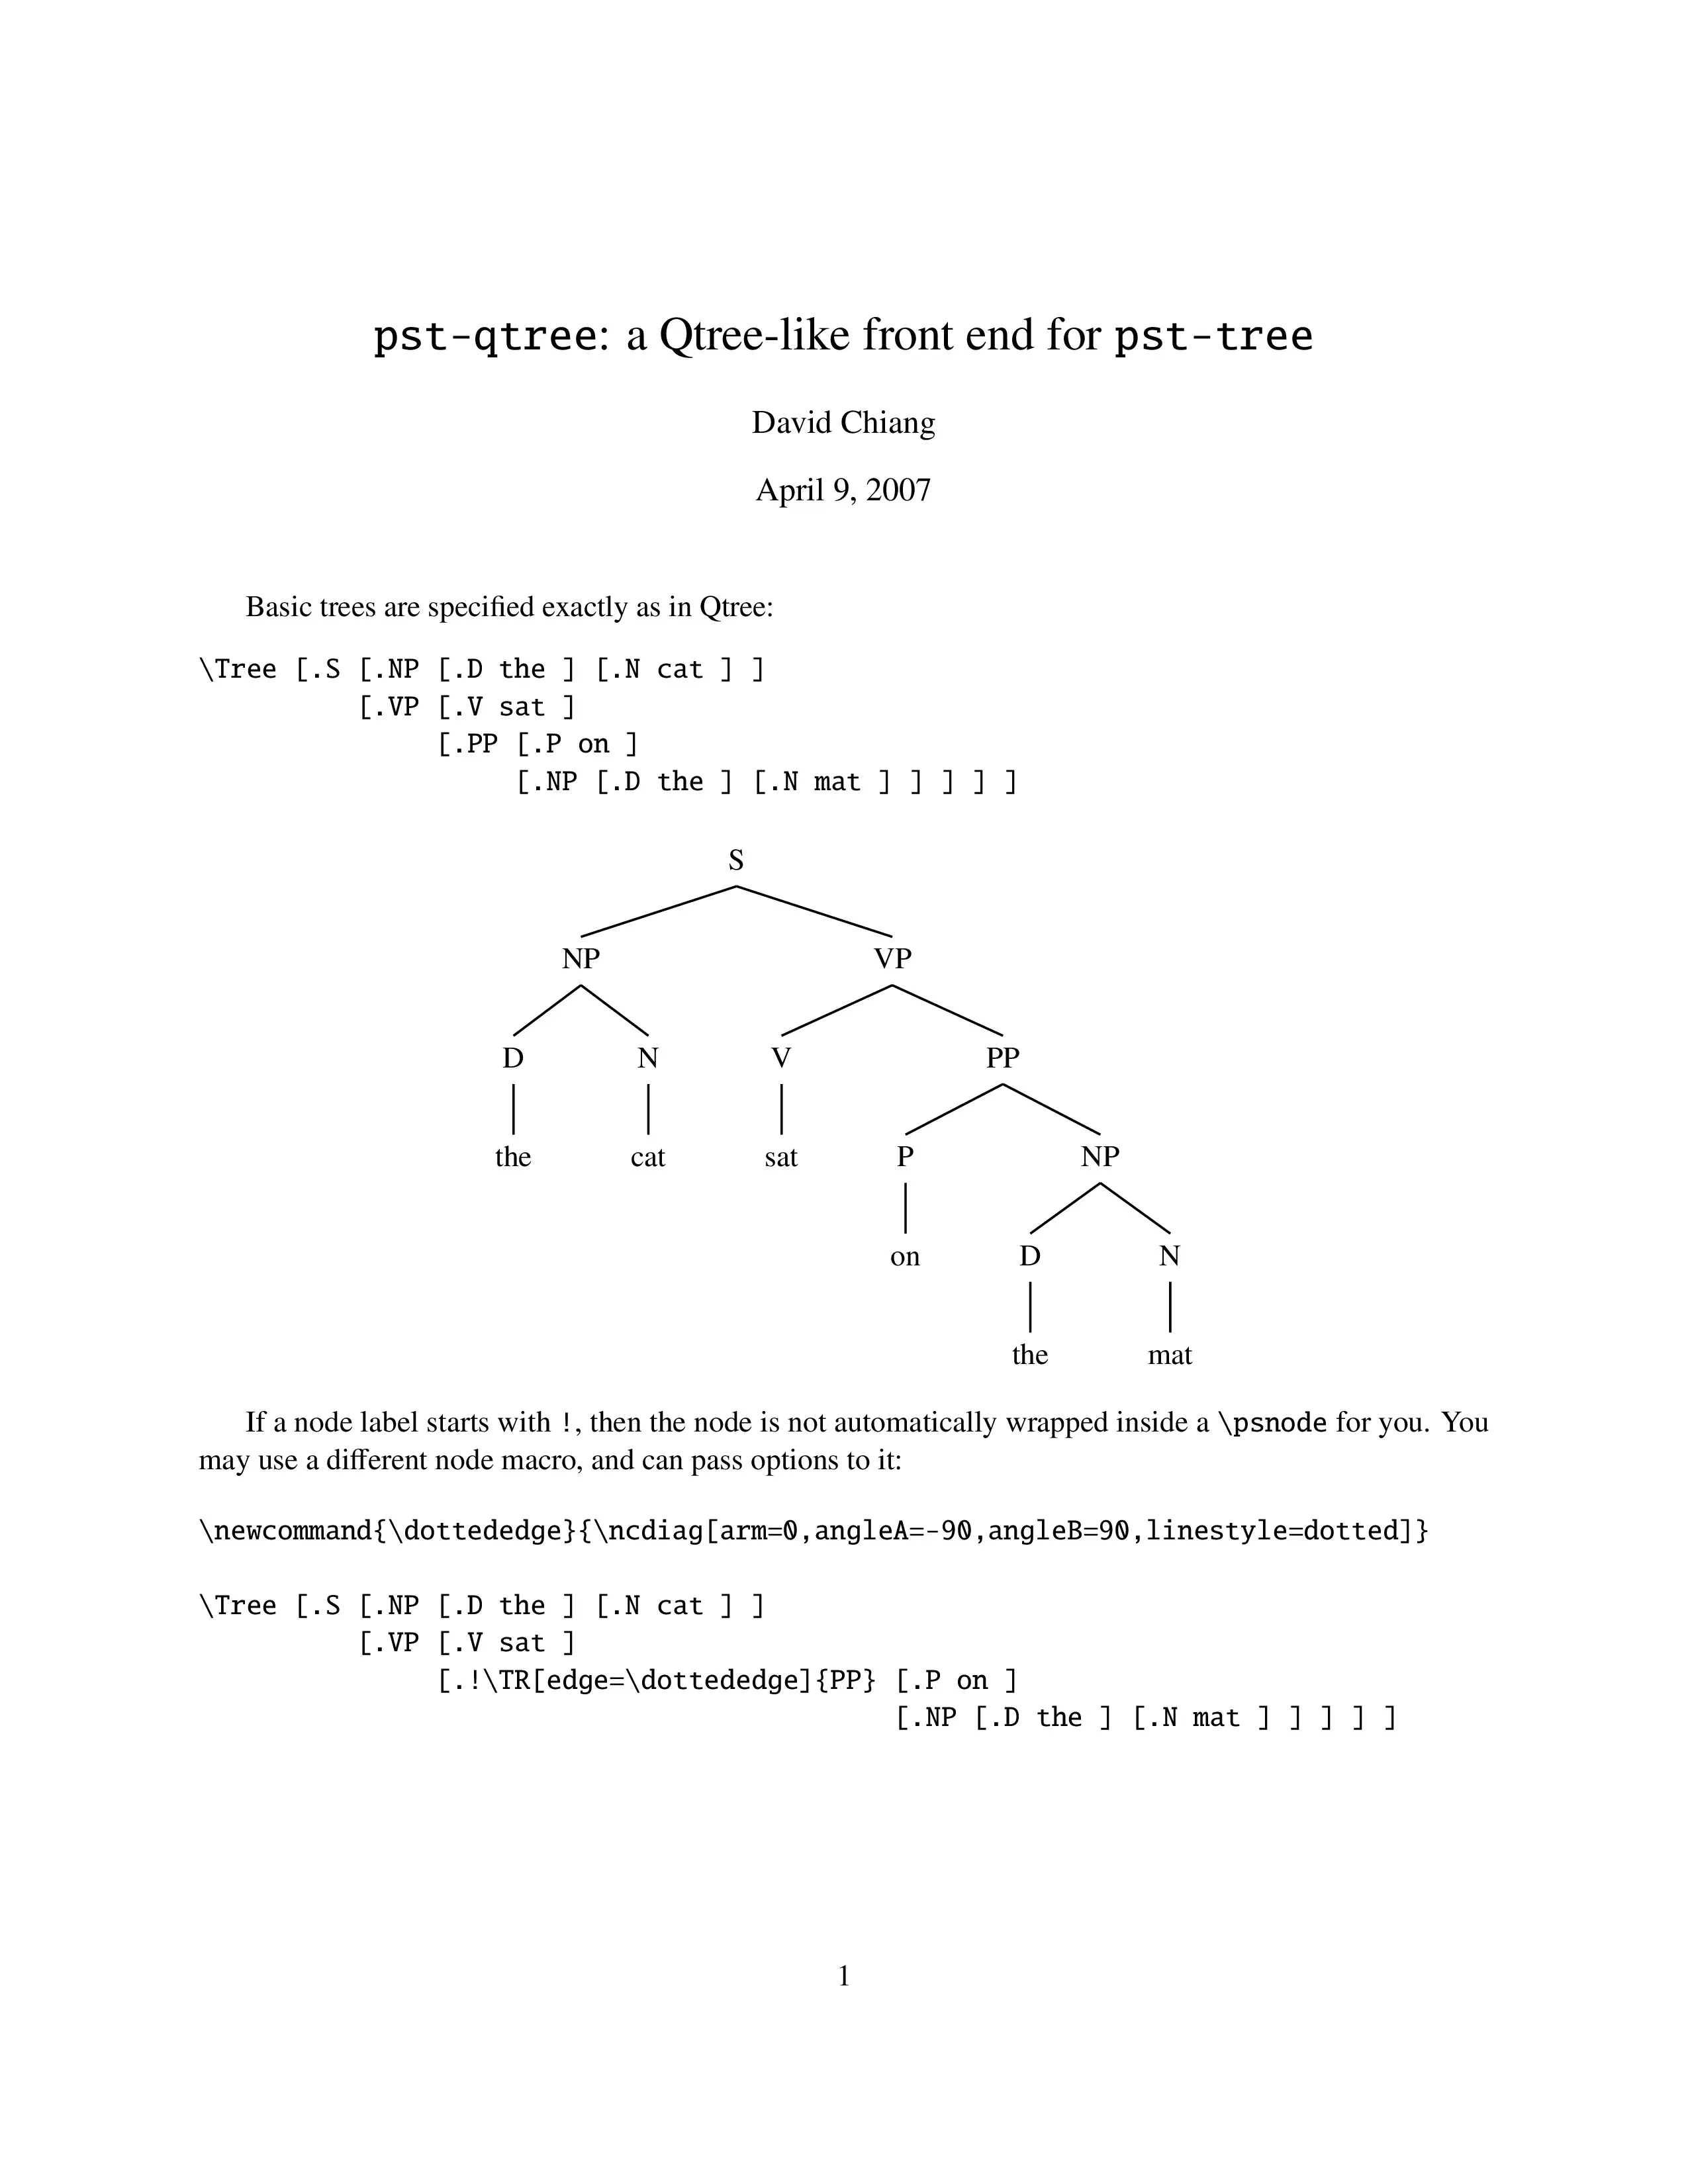 pst-qtree: a Qtree-like front end for pst-tree
David Chiang
April 9, 2007
Basic trees are specified exactly as in Qtree:
\Tree [.S [.NP [.D the ] [.N cat ] ]
          [.VP [.V sat ]
               [.PP [.P on ]
                    [.NP [.D the ] [.N mat ] ] ] ] ]
S
NP VP
D N V PP
the cat sat P NP
on D N
the mat
If a node label starts with !, then the node is not automatically wrapped inside a \psnode for you. You
may use a different node macro, and can pass options to it:
\newcommand{\dottededge}{\ncdiag[arm=0,angleA=-90,angleB=90,linestyle=dotted]}
\Tree [.S [.NP [.D the ] [.N cat ] ]
          [.VP [.V sat ]
               [.!\TR[edge=\dottededge]{PP} [.P on ]
                                            [.NP [.D the ] [.N mat ] ] ] ] ]
1